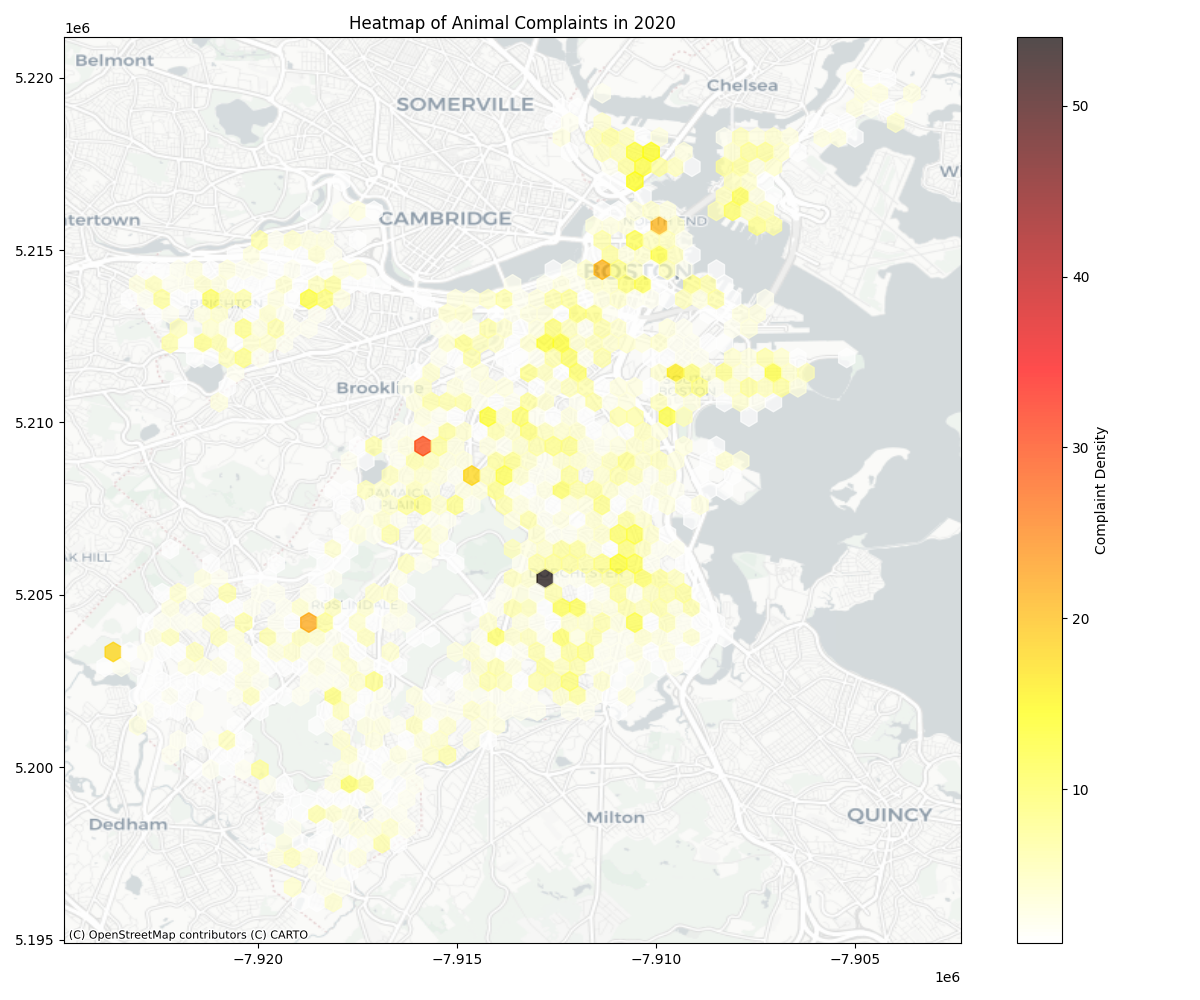 Heatmap of Animal Complaints in 2020
1e6
Belmont
SOMERVILLE
Chelsea
W
tertown
CAMBRIDGE
NORTH END
BOSTON
BRIGHTON
Brookline
SOUTH
BOSTON
JAMAICA
PLAIN
AK HILL
DORCHESTER
ROSLINDALE
Dedham
Milton
QUINCY
(C) OpenStreetMap contributors (C) CARTO
5.220
5.215
5.210
5.205
5.200
5.195
−7.920
−7.915
−7.910
−7.905
1e6
50
40
30
20
10
Complaint Density